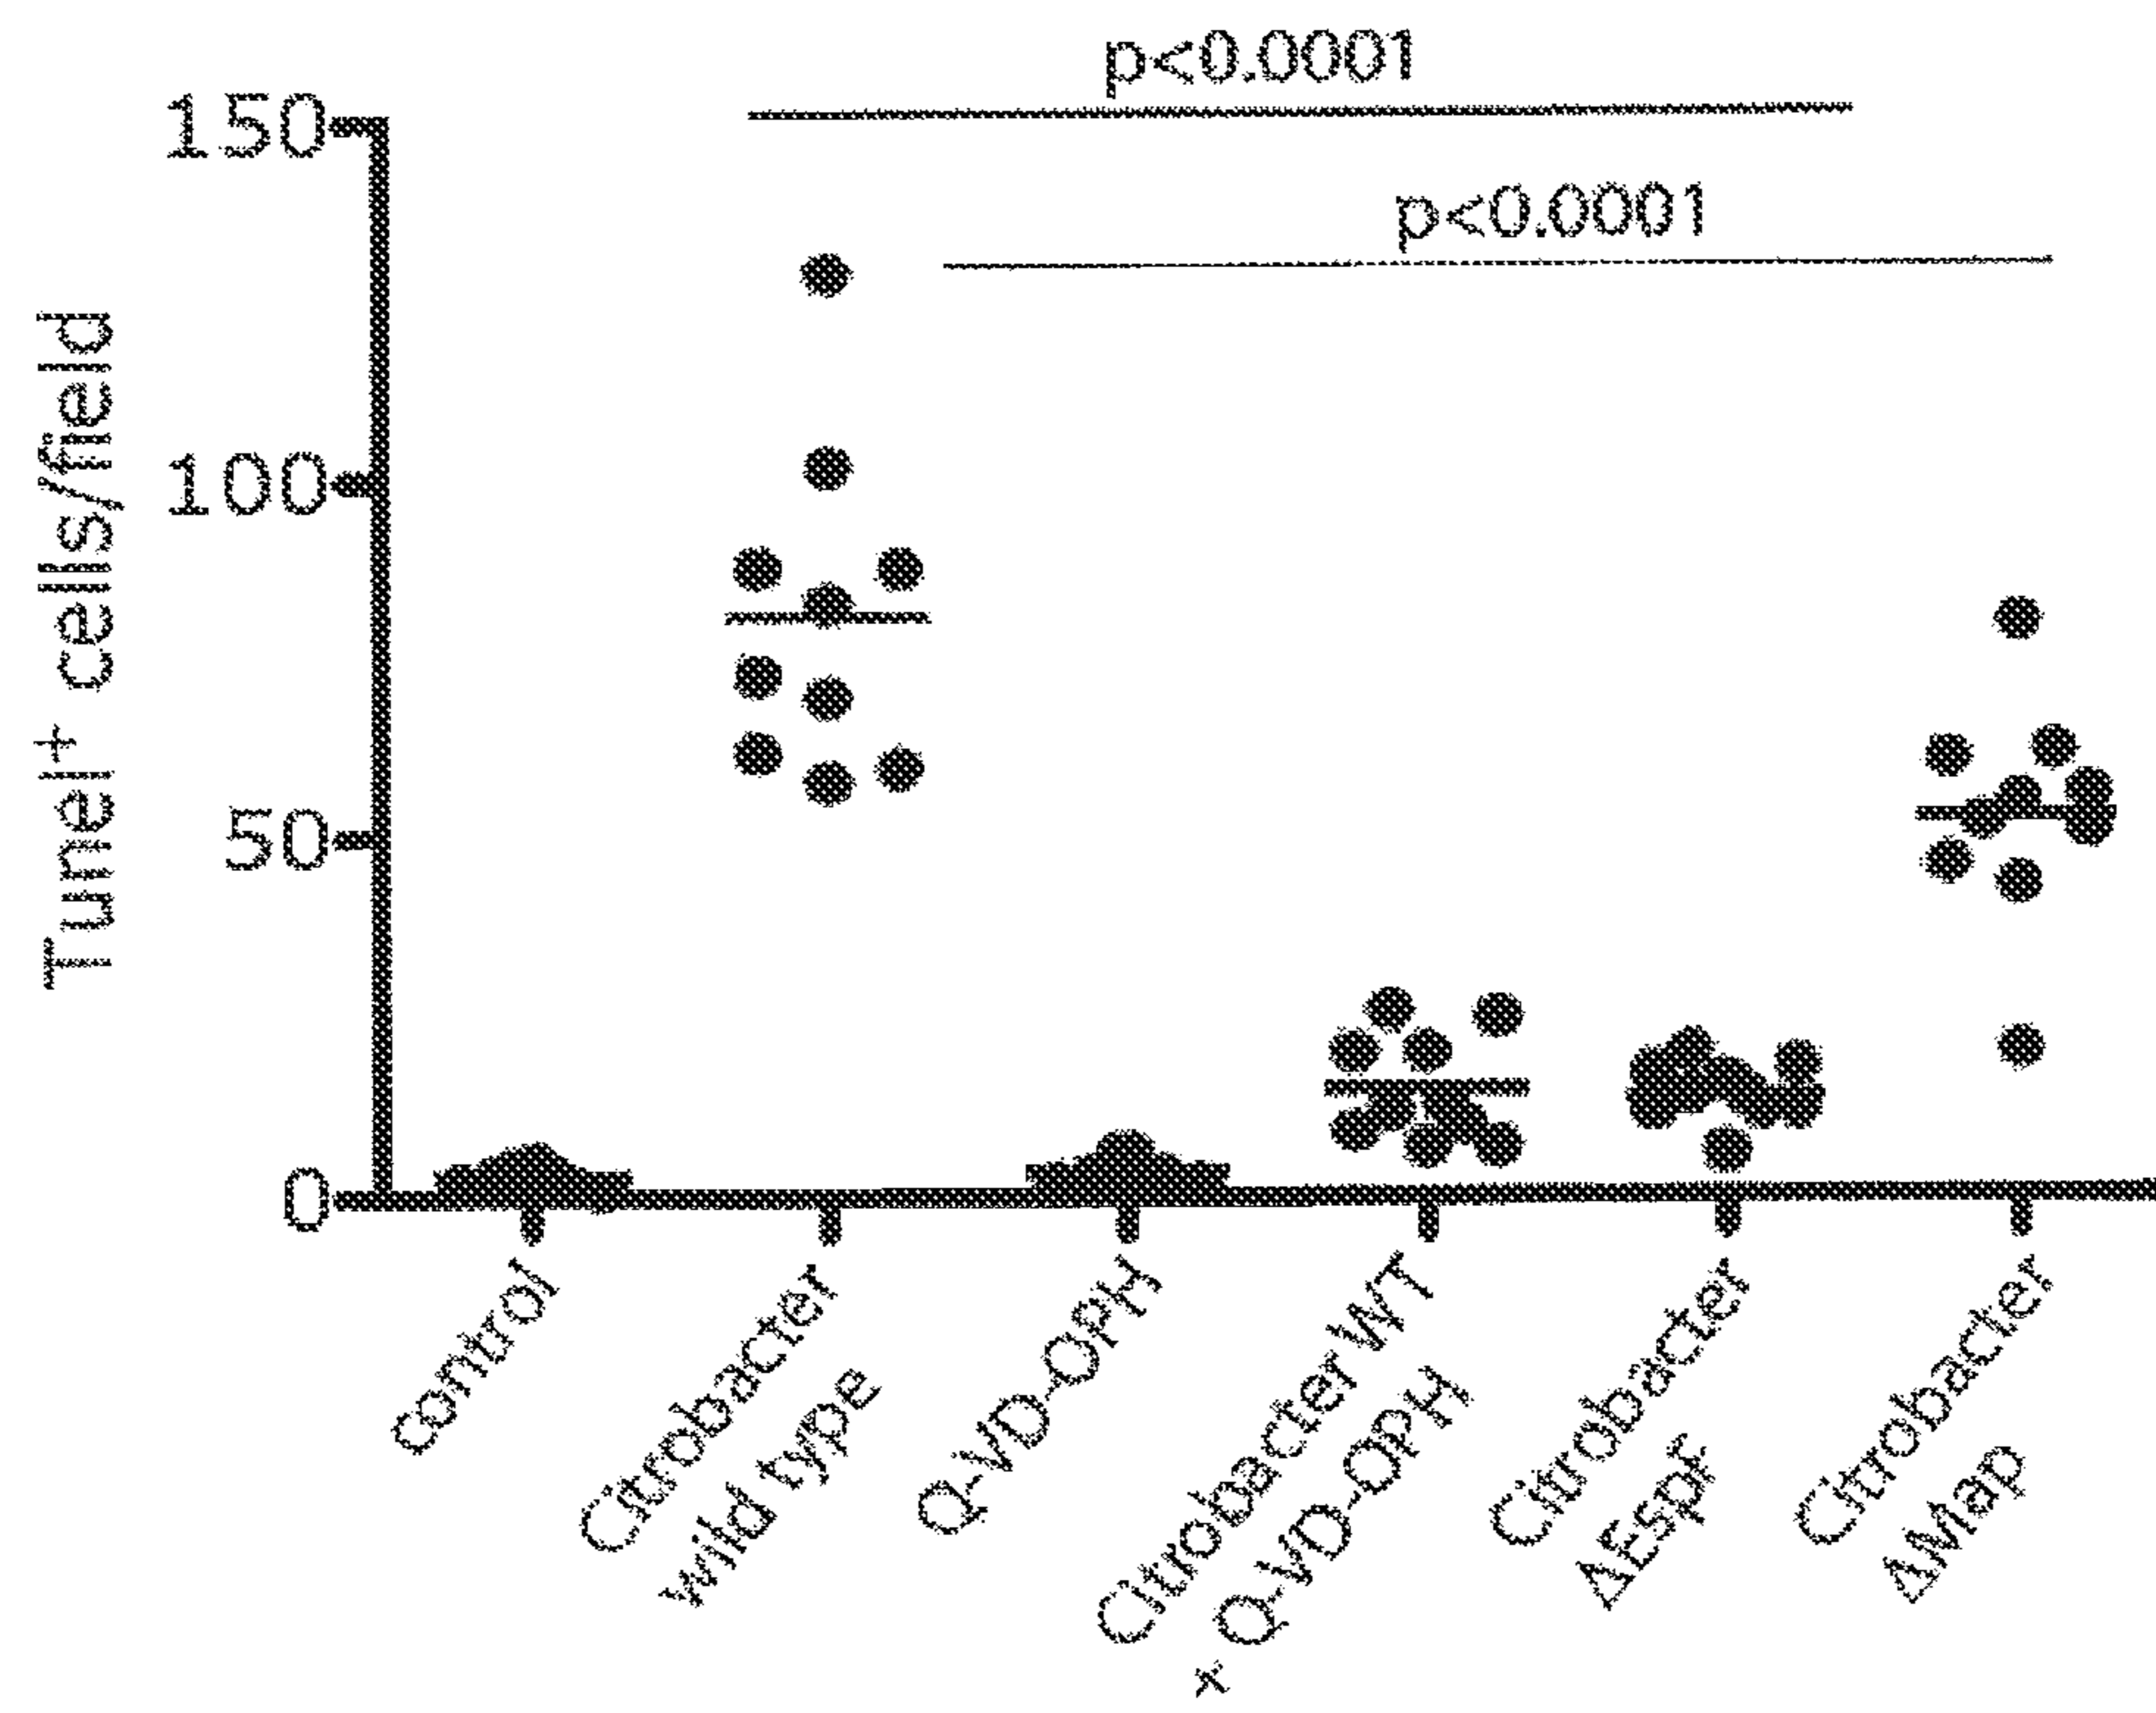 p<0.0001
p<0.0001
150
100
50
0
Tunel⁺ cells/field
control
Citrobacter
wild type
Q-VD-OPH
Citrobacter WT
+ Q-VD-OPH
Citrobacter
ΔEspf
Citrobacter
ΔMap